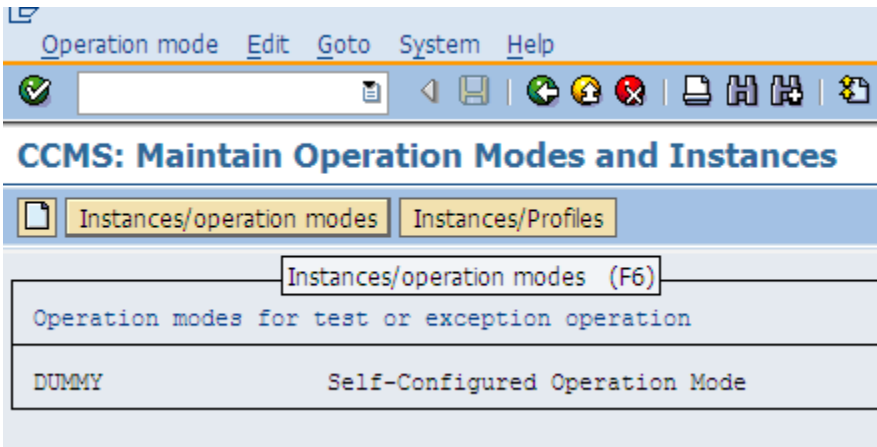 Operation mode Edit Goto System Help
CCMS: Maintain Operation Modes and Instances
Instances/operation modes Instances/Profiles
Instances/operation modes (F6)
Operation modes for test or exception operation
DUMMY Self-Configured Operation Mode